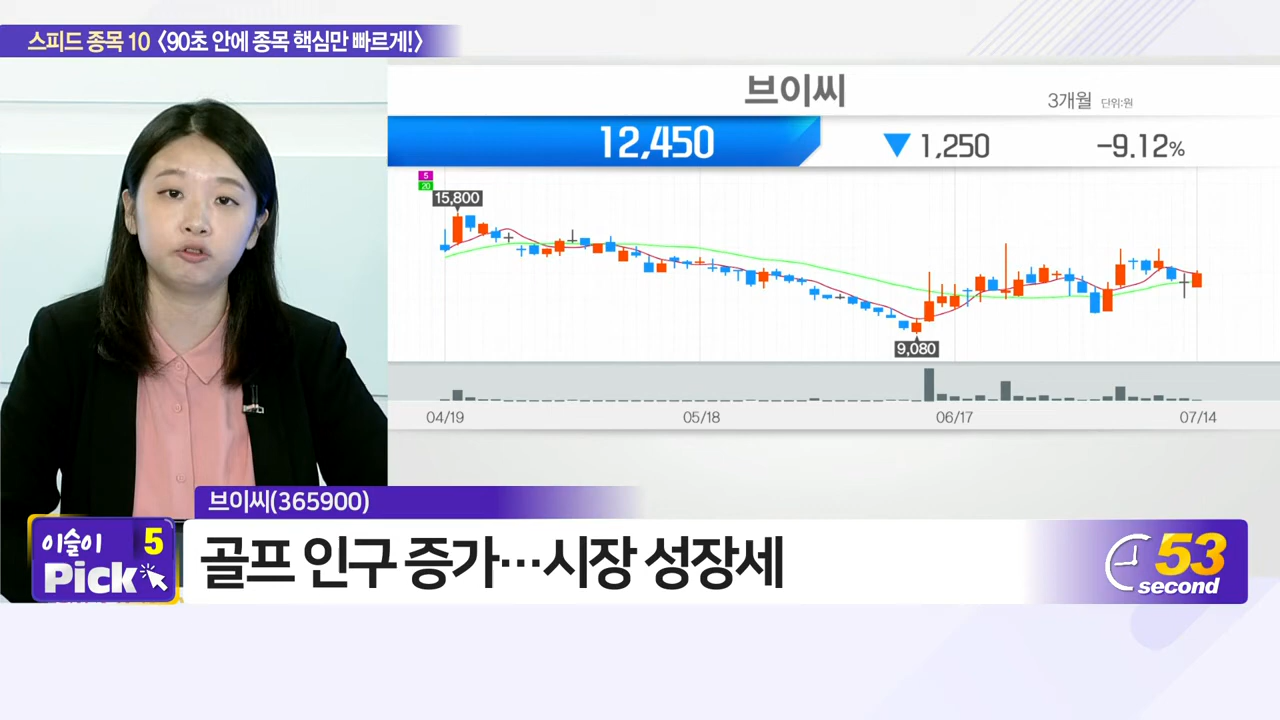 스피드 종목 10 〈90초 안에 종목 핵심만 빠르게!〉
브이씨
3개월 단위:원
12,450 ▼ 1,250 -9.12%
5
20
15,800
9,080
04/19 05/18 06/17 07/14
브이씨(365900)
이슬이 5
Pick
골프 인구 증가…시장 성장세
53
second